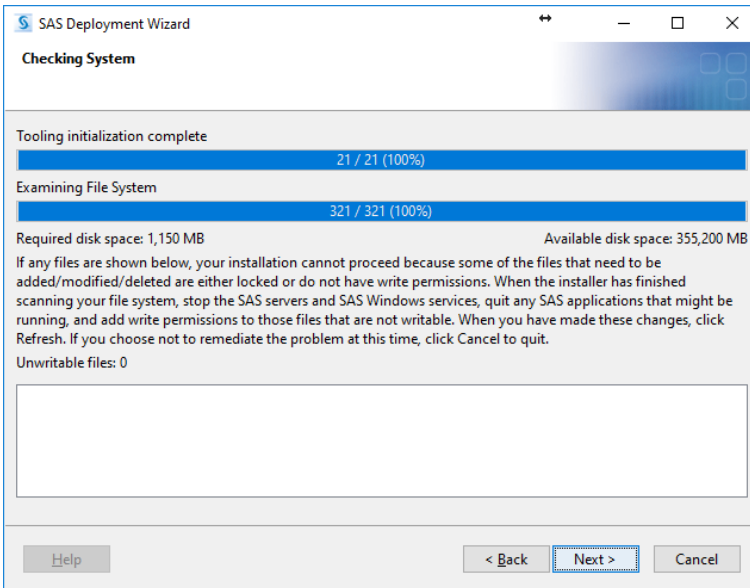 SAS Deployment Wizard
Checking System
Tooling initialization complete
21 / 21 (100%)
Examining File System
321 / 321 (100%)
Required disk space: 1,150 MB Available disk space: 355,200 MB
If any files are shown below, your installation cannot proceed because some of the files that need to be
added/modified/deleted are either locked or do not have write permissions. When the installer has finished
scanning your file system, stop the SAS servers and SAS Windows services, quit any SAS applications that might be
running, and add write permissions to those files that are not writable. When you have made these changes, click
Refresh. If you choose not to remediate the problem at this time, click Cancel to quit.
Unwritable files: 0
Help < Back Next > Cancel